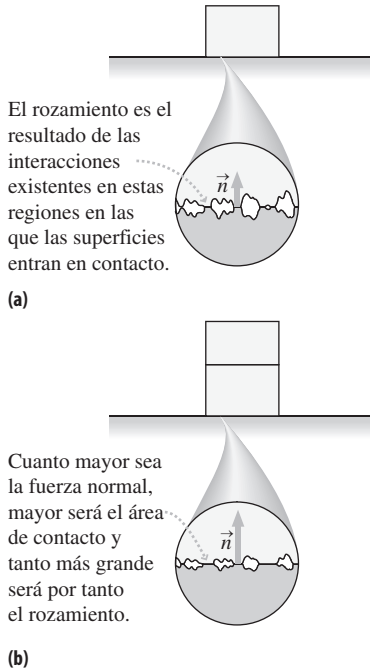 El rozamiento es el
resultado de las
interacciones
existentes en estas
regiones en las
que las superficies
entran en contacto.
n
(a)
Cuanto mayor sea
la fuerza normal,
mayor será el área
de contacto y
tanto más grande
será por tanto
el rozamiento.
n
(b)